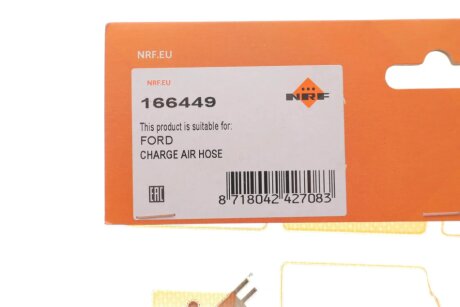 NRF.EU
NRF.EU
166449
NRF
This product is suitable for:
FORD
CHARGE AIR HOSE
EAC
8 718042 427083